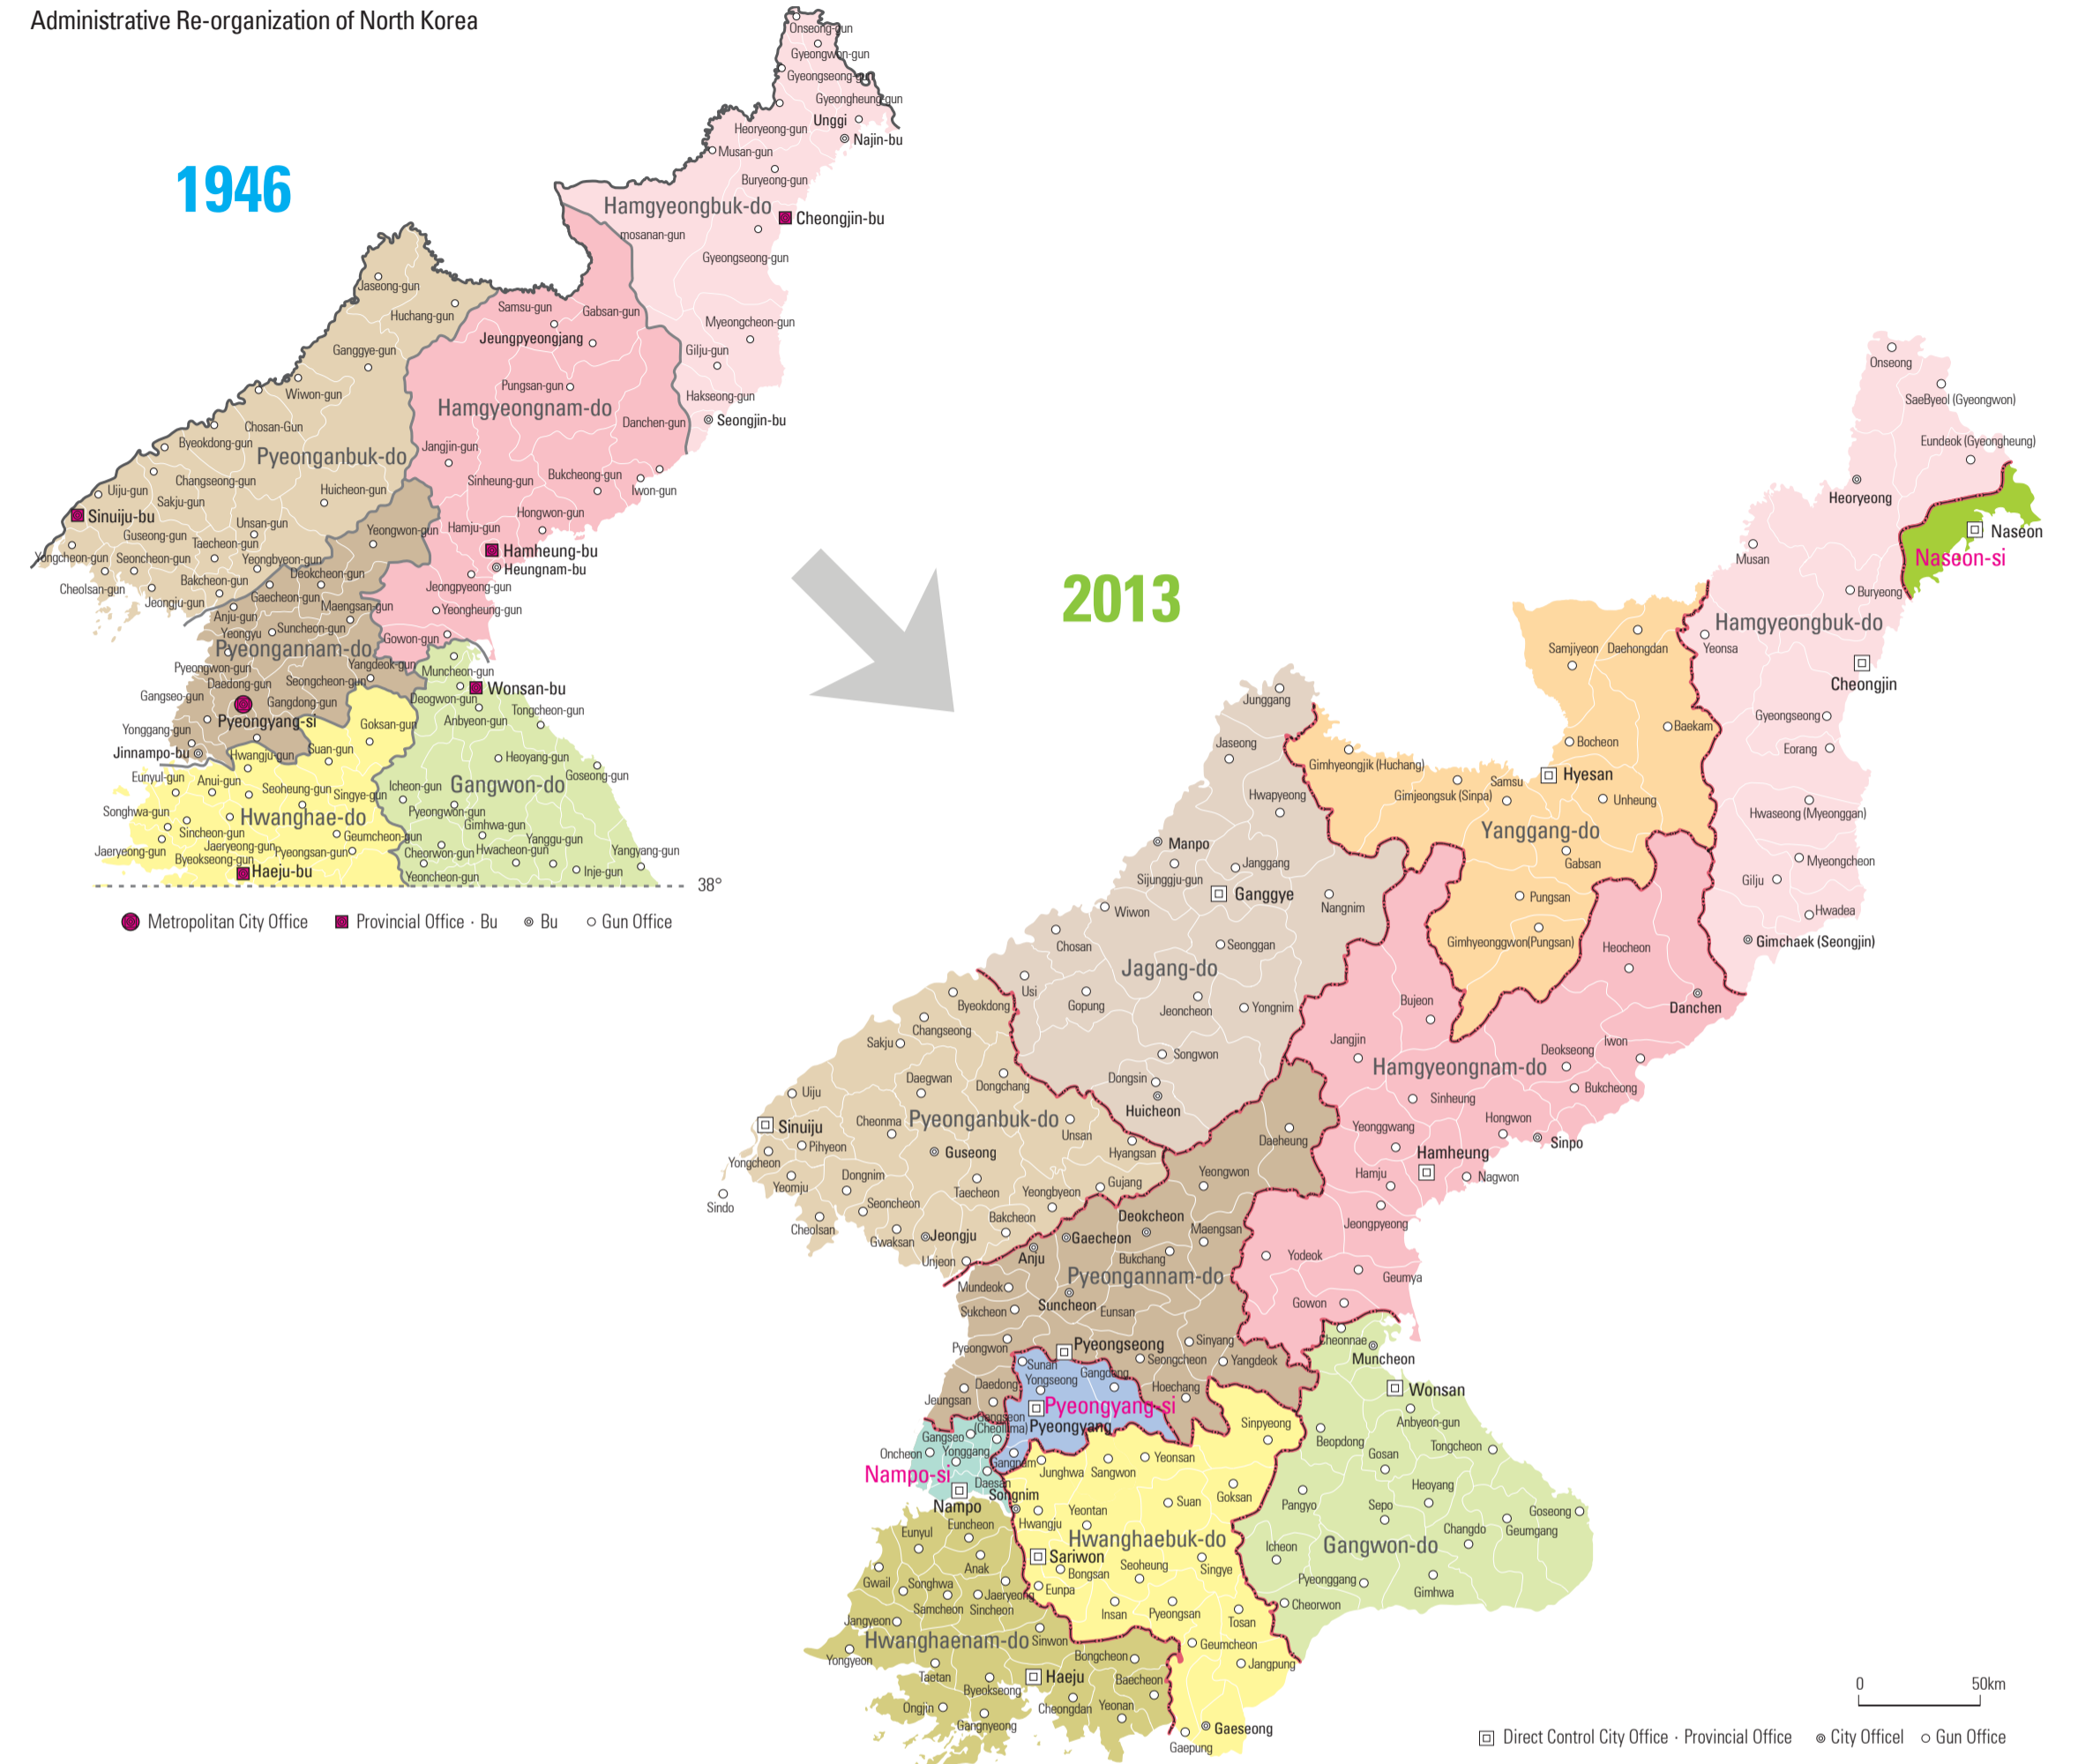 Administrative Re-organization of North Korea
1946
Onseong-gun
Gyeongwon-gun
Gyeongseong-gun
Gyeongheung-gun
Unggi
Heoryeong-gun
Najin-bu
Musan-gun
Buryeong-gun
Hamgyeongbuk-do
Cheongjin-bu
mosanan-gun
Gyeongseong-gun
Jaseong-gun
Huchang-gun
Samsu-gun
Gabsan-gun
Myeongcheon-gun
Jeungpyeongjang
Ganggye-gun
Gilju-gun
Wiwon-gun
Pungsan-gun
Hakseong-gun
Hamgyeongnam-do
Danchen-gun
Seongjin-bu
Chosan-Gun
Byeokdong-gun
Pyeonganbuk-do
Jangjin-gun
Changseong-gun
Sinheung-gun
Bukcheong-gun
Iwon-gun
Uiju-gun
Sakju-gun
Huicheon-gun
Sinuiju-bu
Unsan-gun
Hongwon-gun
Guseong-gun
Taecheon-gun
Yeongwon-gun
Hamju-gun
Yongcheon-gun
Seoncheon-gun
Yeongbyeon-gun
Hamheung-bu
Heungnam-bu
Cheolsan-gun
Bakcheon-gun
Deokcheon-gun
Jeongpyeong-gun
Jeongju-gun
Gaecheon-gun
Maengsan-gun
Yeongheung-gun
Anju-gun
Yeongyu
Suncheon-gun
Gowon-gun
Pyeongannam-do
Pyeongwon-gun
Yangdeok-gun
Muncheon-gun
Daedong-gun
Seongcheon-gun
Wonsan-bu
Gangseo-gun
Gangdong-gun
Deogwon-gun
Tongcheon-gun
Pyeongyang-si
Goksan-gun
Anbyeon-gun
Yonggang-gun
Jinnampo-bu
Hwangju-gun
Suan-gun
Heoyang-gun
Eunyul-gun
Anui-gun
Seoheung-gun
Singye-gun
Icheon-gun
Gangwon-do
Goseong-gun
Songhwa-gun
Hwanghae-do
Pyeongwon-gun
Sincheon-gun
Geumcheon-gun
Gimhwa-gun
Jaeryeong-gun
Jaeryeong-gun
Byeokseong-gun
Pyeongsan-gun
Cheorwon-gun
Hwacheon-gun
Yanggu-gun
Yangyang-gun
Haeju-bu
Yeoncheon-gun
Inje-gun
38°
Metropolitan City Office
Provincial Office · Bu
Bu
Gun Office
2013
Onseong
SaeByeol (Gyeongwon)
Eundeok (Gyeongheung)
Heoryeong
Naseon
Naseon-si
Musan
Buryeong
Hamgyeongbuk-do
Yeonsa
Cheongjin
Samjiyeon
Daehongdan
Gyeongseong
Baekam
Eorang
Bocheon
Junggang
Jaseong
Gimhyeongjik (Huchang)
Gimjeongsuk (Sinpa)
Samsu
Hyesan
Unheung
Hwapyeong
Hwaseong (Myeonggan)
Yanggang-do
Manpo
Sijunggju-gun
Janggang
Gabsan
Myeongcheon
Gilju
Ganggye
Nangnim
Pungsan
Wiwon
Hwadea
Chosan
Seonggan
Gimhyeonggwon(Pungsan)
Heocheon
Gimchaek (Seongjin)
Jagang-do
Usi
Gopung
Jeoncheon
Yongnim
Bujeon
Danchen
Byeokdong
Changseong
Sakju
Songwon
Jangjin
Deokseong
Iwon
Hamgyeongnam-do
Daegwan
Dongchang
Dongsin
Bukcheong
Uiju
Huicheon
Sinheung
Cheonma
Pyeonganbuk-do
Hongwon
Sinuiju
Unsan
Daeheung
Yeonggwang
Sinpo
Pihyeon
Guseong
Hyangsan
Hamheung
Yongcheon
Yeomju
Dongnim
Taecheon
Yeongbyeon
Gujang
Yeongwon
Hamju
Nagwon
Sindo
Seoncheon
Cheolsan
Bakcheon
Deokcheon
Jeongpyeong
Gwaksan
Jeongju
Gaecheon
Maengsan
Unjeon
Anju
Bukchang
Yodeok
Mundeok
Pyeongannam-do
Geumya
Sukcheon
Suncheon
Eunsan
Gowon
Pyeongwon
Pyeongseong
Sinyang
Cheonnae
Sunan
Seongcheon
Yangdeok
Muncheon
Jeungsan
Daedong
Yongseong
Gangdong
Hoechang
Wonsan
Pyeongyang-si
Gangseon
(Cheollima)
Pyeongyang
Sinpyeong
Anbyeon-gun
Gangseo
Beopdong
Tongcheon
Oncheon
Yonggang
Gangnam
Junghwa
Sangwon
Yeonsan
Gosan
Nampo-si
Daesan
Songnim
Goksan
Heoyang
Nampo
Suan
Pangyo
Sepo
Goseong
Euncheon
Hwangju
Yeontan
Changdo
Geumgang
Eunyul
Hwanghaebuk-do
Gangwon-do
Icheon
Anak
Sariwon
Seoheung
Singye
Gwail
Bongsan
Pyeonggang
Gimhwa
Songhwa
Jaeryeong
Eunpa
Samcheon
Sincheon
Insan
Pyeongsan
Cheorwon
Jangyeon
Tosan
Hwanghaenam-do
Sinwon
Geumcheon
Yongyeon
Bongcheon
Jangpung
Taetan
Haeju
Baecheon
Byeokseong
Ongjin
Cheongdan
Yeonan
Gangnyeong
Gaeseong
Gaepung
0 50km
Direct Control City Office · Provincial Office
City Officel
Gun Office